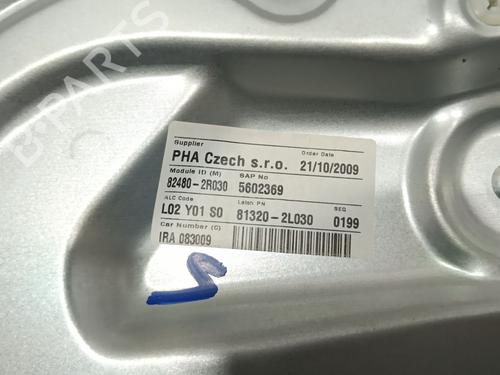 Supplier
Order Date
PHA Czech s.r.o.
21/10/2009
Module ID (M)
SAP No
82480-2R030
5602369
ALC Code
Latch PN
SEQ
L02 Y01 S0
81320-2L030
0199
Car Number (C)
IRA 083009
B-PARTS